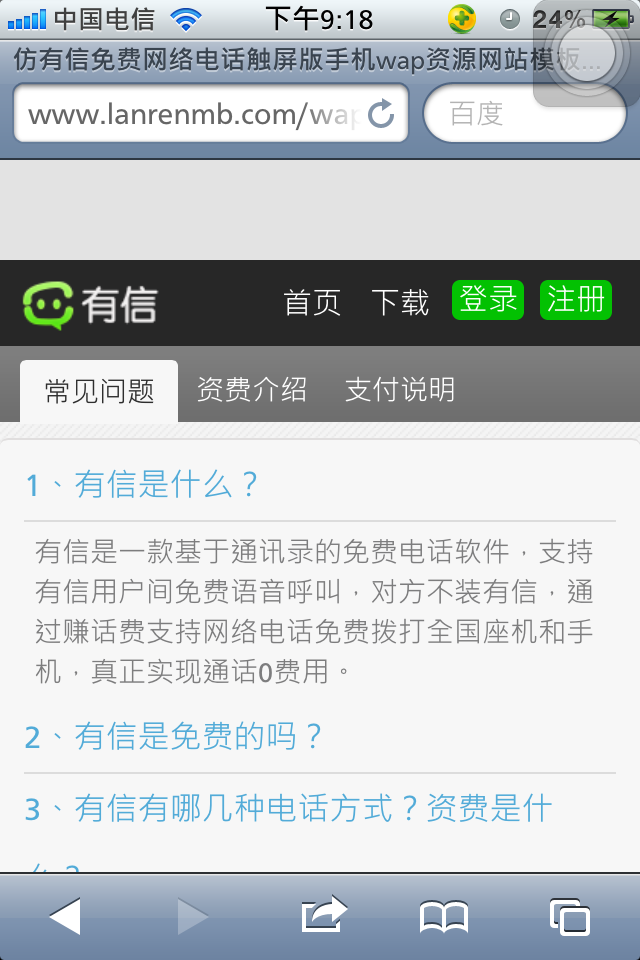 中国电信 下午9:18 24%
仿有信免费网络电话触屏版手机wap资源网站模板...
www.lanrenmb.com/wap 百度
有信 首页 下载 登录 注册
常见问题 资费介绍 支付说明
1、有信是什么？
有信是一款基于通讯录的免费电话软件，支持
有信用户间免费语音呼叫，对方不装有信，通
过赚话费支持网络电话免费拨打全国座机和手
机，真正实现通话0费用。
2、有信是免费的吗？
3、有信有哪几种电话方式？资费是什